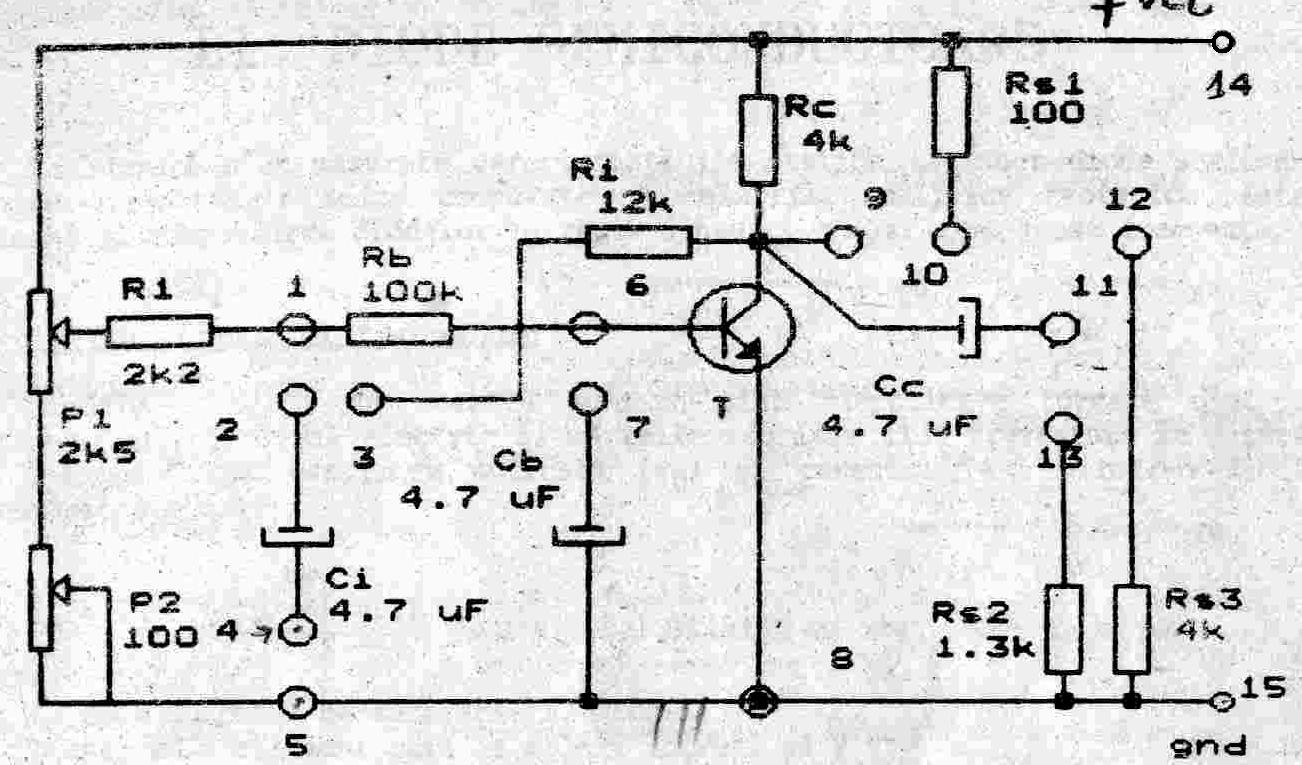 +Vcc
14
Rs1
100
Rc
4k
Ri
12k
9
12
10
11
R1
2k2
1
Rb
100k
6
P1
2k5
2
3
Cb
4.7 uF
7
T
Cc
4.7 uF
13
Ci
4.7 uF
P2
100
4
5
8
Rs2
1.3k
Rs3
4k
15
gnd